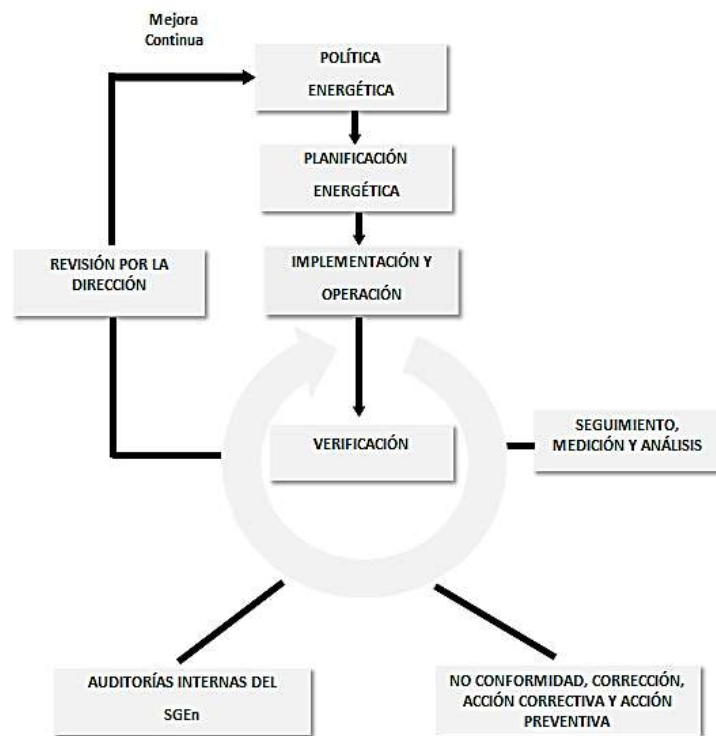 Mejora
Continua
POLÍTICA
ENERGÉTICA
PLANIFICACIÓN
ENERGÉTICA
REVISIÓN POR LA
DIRECCIÓN
IMPLEMENTACIÓN Y
OPERACIÓN
VERIFICACIÓN
SEGUIMIENTO,
MEDICIÓN Y ANÁLISIS
AUDITORÍAS INTERNAS DEL
SGEn
NO CONFORMIDAD, CORRECCIÓN,
ACCIÓN CORRECTIVA Y ACCIÓN
PREVENTIVA